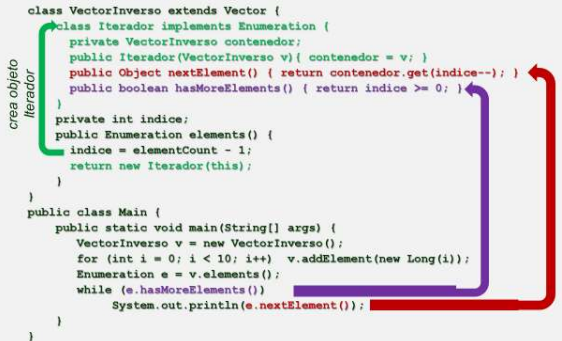 class VectorInverso extends Vector {
class Iterador implements Enumeration {
private VectorInverso contenedor;
public Iterador(VectorInverso v){ contenedor = v; }
public Object nextElement() { return contenedor.get(indice--); }
public boolean hasMoreElements() { return indice >= 0; }
}
private int indice;
public Enumeration elements() {
indice = elementCount - 1;
return new Iterador(this);
}
}
public class Main {
public static void main(String[] args) {
VectorInverso v = new VectorInverso();
for (int i = 0; i < 10; i++) v.addElement(new Long(i));
Enumeration e = v.elements();
while (e.hasMoreElements())
System.out.println(e.nextElement());
}
}
crea objeto
Iterador